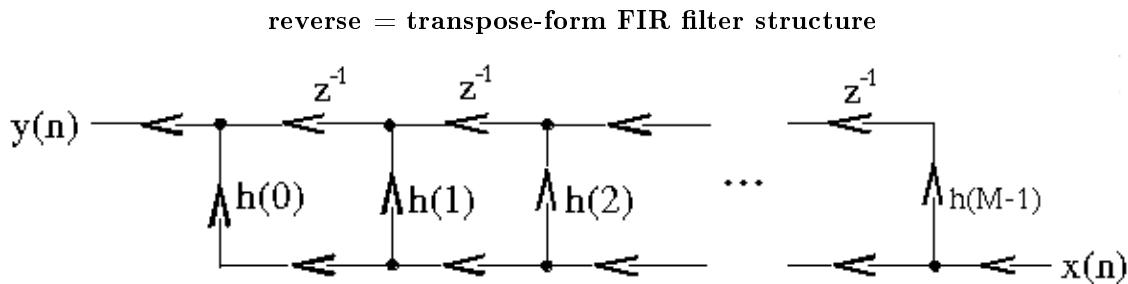 reverse = transpose-form FIR filter structure
z⁻¹ z⁻¹ z⁻¹
y(n)
h(0) h(1) h(2) ... h(M-1)
x(n)